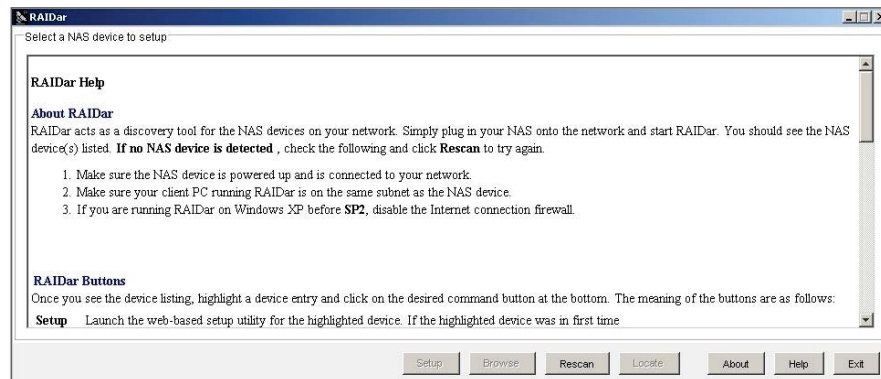 RAIDar
Select a NAS device to setup
RAIDar Help
About RAIDar
RAIDar acts as a discovery tool for the NAS devices on your network. Simply plug in your NAS onto the network and start RAIDar. You should see the NAS
device(s) listed. If no NAS device is detected , check the following and click Rescan to try again.
1. Make sure the NAS device is powered up and is connected to your network.
2. Make sure your client PC running RAIDar is on the same subnet as the NAS device.
3. If you are running RAIDar on Windows XP before SP2, disable the Internet connection firewall.
RAIDar Buttons
Once you see the device listing, highlight a device entry and click on the desired command button at the bottom. The meaning of the buttons are as follows:
Setup Launch the web-based setup utility for the highlighted device. If the highlighted device was in first time
Setup Browse Rescan Locate About Help Exit